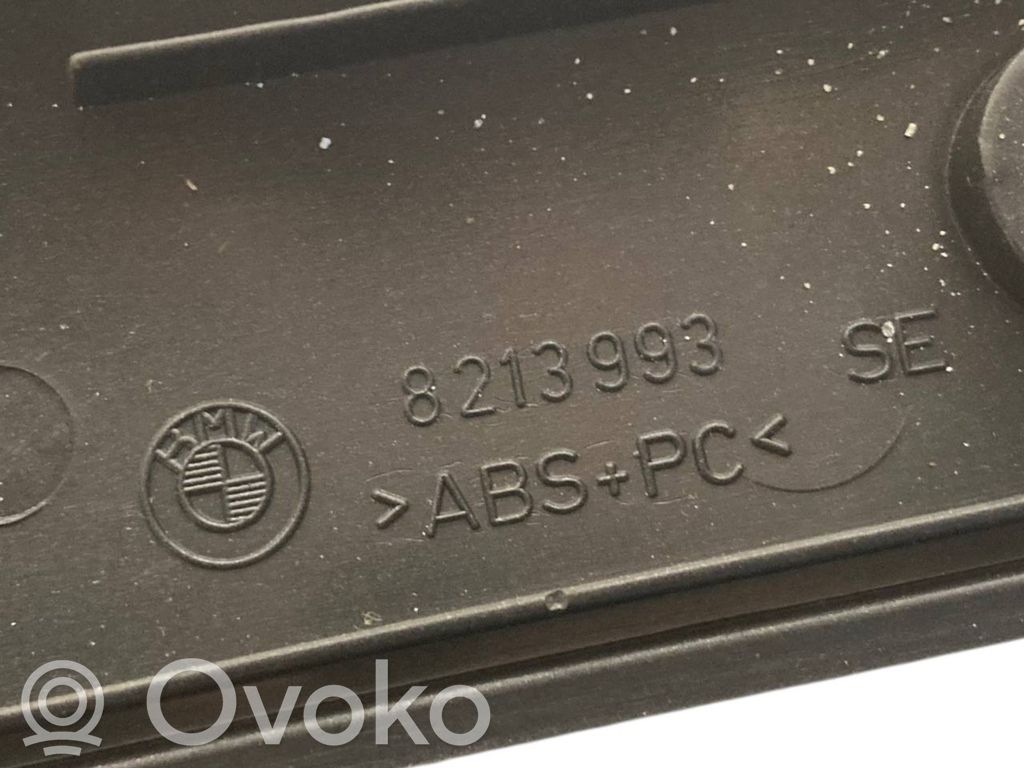 8213993 SE
BMW
>ABS+PC<
© Ovoko